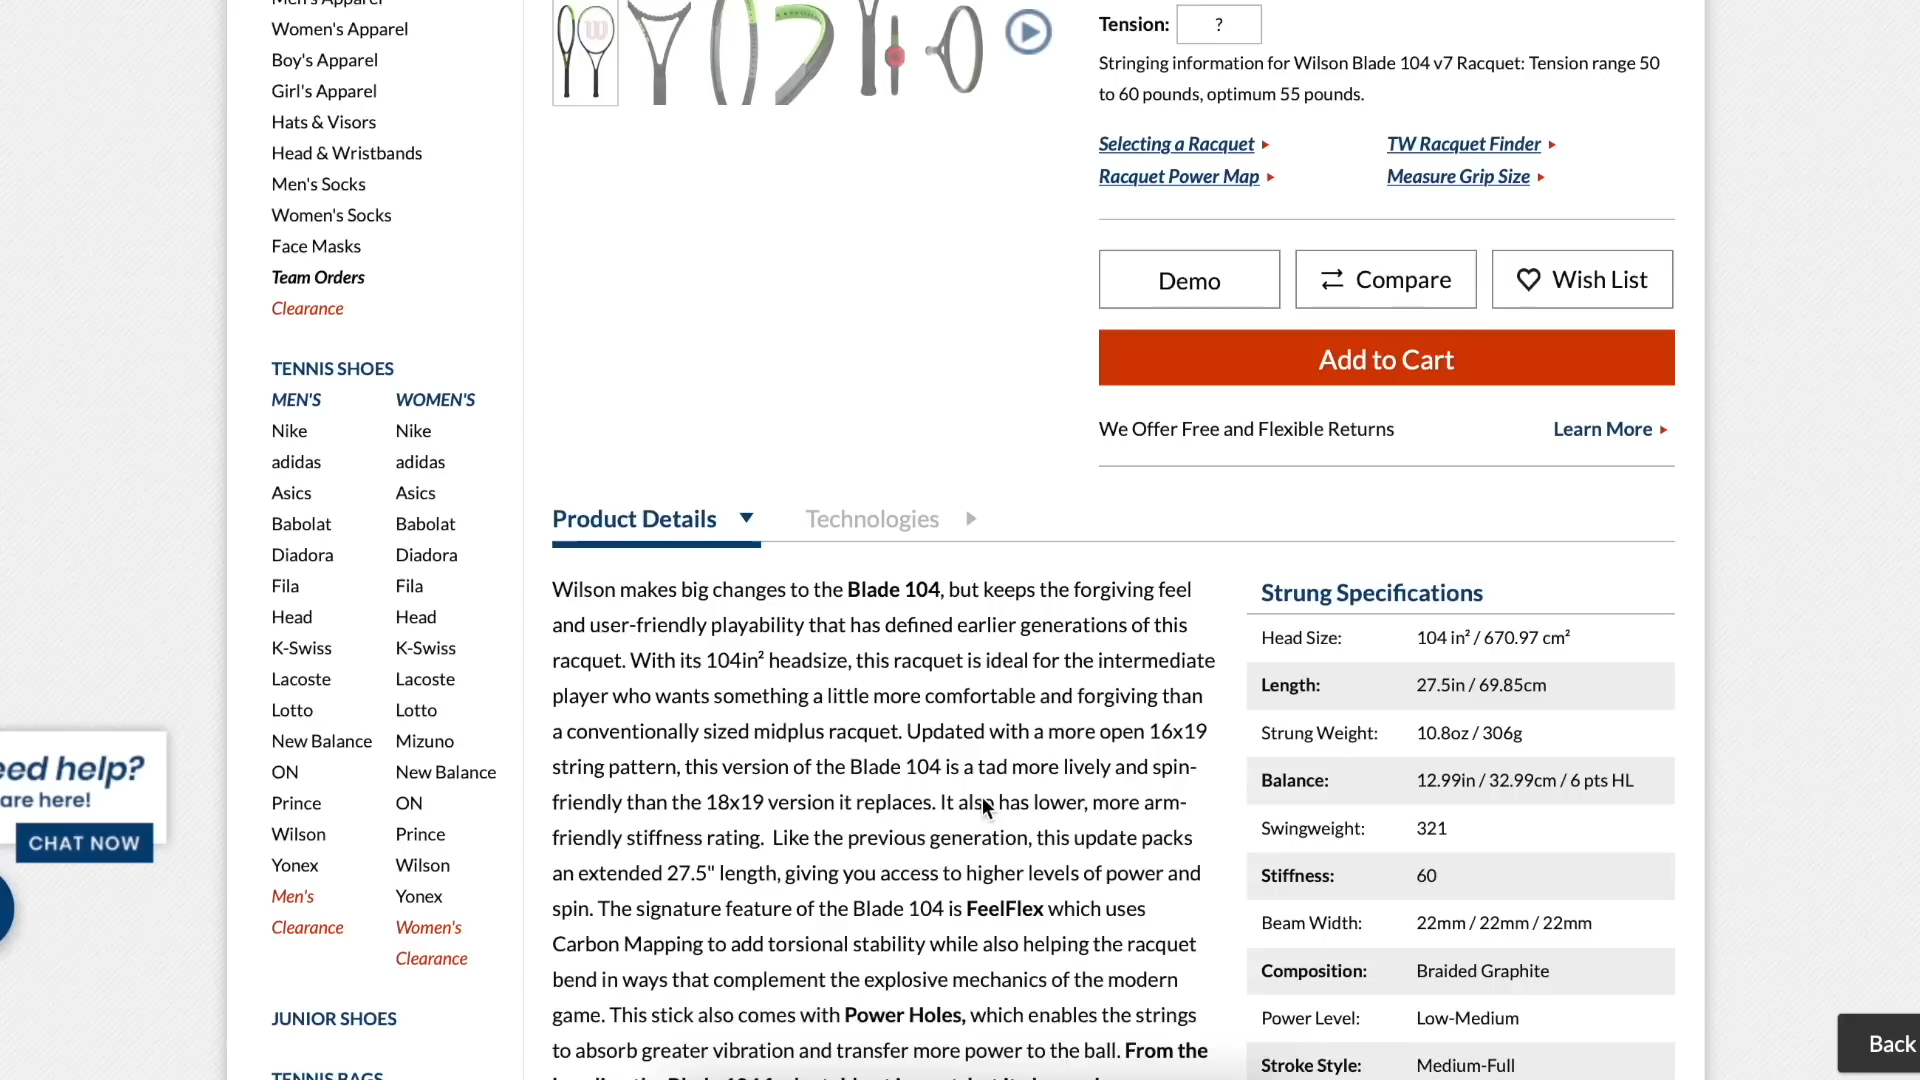 Women's Apparel
Boy's Apparel
Girl's Apparel
Hats & Visors
Head & Wristbands
Men's Socks
Women's Socks
Face Masks
Team Orders
Clearance
TENNIS SHOES
MEN'S
Nike
adidas
Asics
Babolat
Diadora
Fila
Head
K-Swiss
Lacoste
Lotto
New Balance
ON
Prince
Wilson
Yonex
Men's
Clearance
WOMEN'S
Nike
adidas
Asics
Babolat
Diadora
Fila
Head
K-Swiss
Lacoste
Lotto
Mizuno
New Balance
ON
Prince
Wilson
Yonex
Women's
Clearance
JUNIOR SHOES
TENNIS BAGS
eed help?
are here!
CHAT NOW
Tension: ?
Stringing information for Wilson Blade 104 v7 Racquet: Tension range 50
to 60 pounds, optimum 55 pounds.
Selecting a Racquet
TW Racquet Finder
Racquet Power Map
Measure Grip Size
Demo
Compare
Wish List
Add to Cart
We Offer Free and Flexible Returns
Learn More
Product Details
Technologies
Wilson makes big changes to the Blade 104, but keeps the forgiving feel
and user-friendly playability that has defined earlier generations of this
racquet. With its 104in² headsize, this racquet is ideal for the intermediate
player who wants something a little more comfortable and forgiving than
a conventionally sized midplus racquet. Updated with a more open 16x19
string pattern, this version of the Blade 104 is a tad more lively and spin-
friendly than the 18x19 version it replaces. It also has lower, more arm-
friendly stiffness rating. Like the previous generation, this update packs
an extended 27.5" length, giving you access to higher levels of power and
spin. The signature feature of the Blade 104 is FeelFlex which uses
Carbon Mapping to add torsional stability while also helping the racquet
bend in ways that complement the explosive mechanics of the modern
game. This stick also comes with Power Holes, which enables the strings
to absorb greater vibration and transfer more power to the ball. From the
Strung Specifications
Head Size: 104 in² / 670.97 cm²
Length: 27.5in / 69.85cm
Strung Weight: 10.8oz / 306g
Balance: 12.99in / 32.99cm / 6 pts HL
Swingweight: 321
Stiffness: 60
Beam Width: 22mm / 22mm / 22mm
Composition: Braided Graphite
Power Level: Low-Medium
Stroke Style: Medium-Full
Back